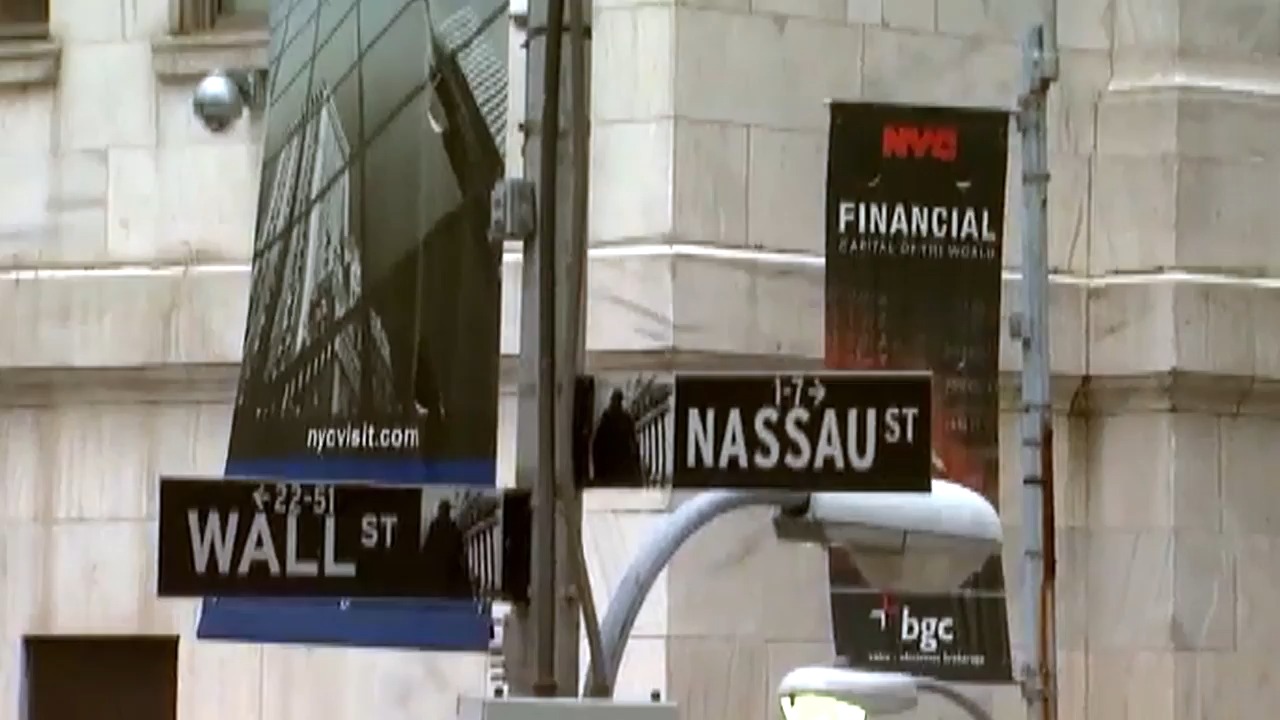 NYC
FINANCIAL
CAPITAL OF THE WORLD
1-7→
NASSAU ST
nycvisit.com
←22-51
WALL ST
bgc